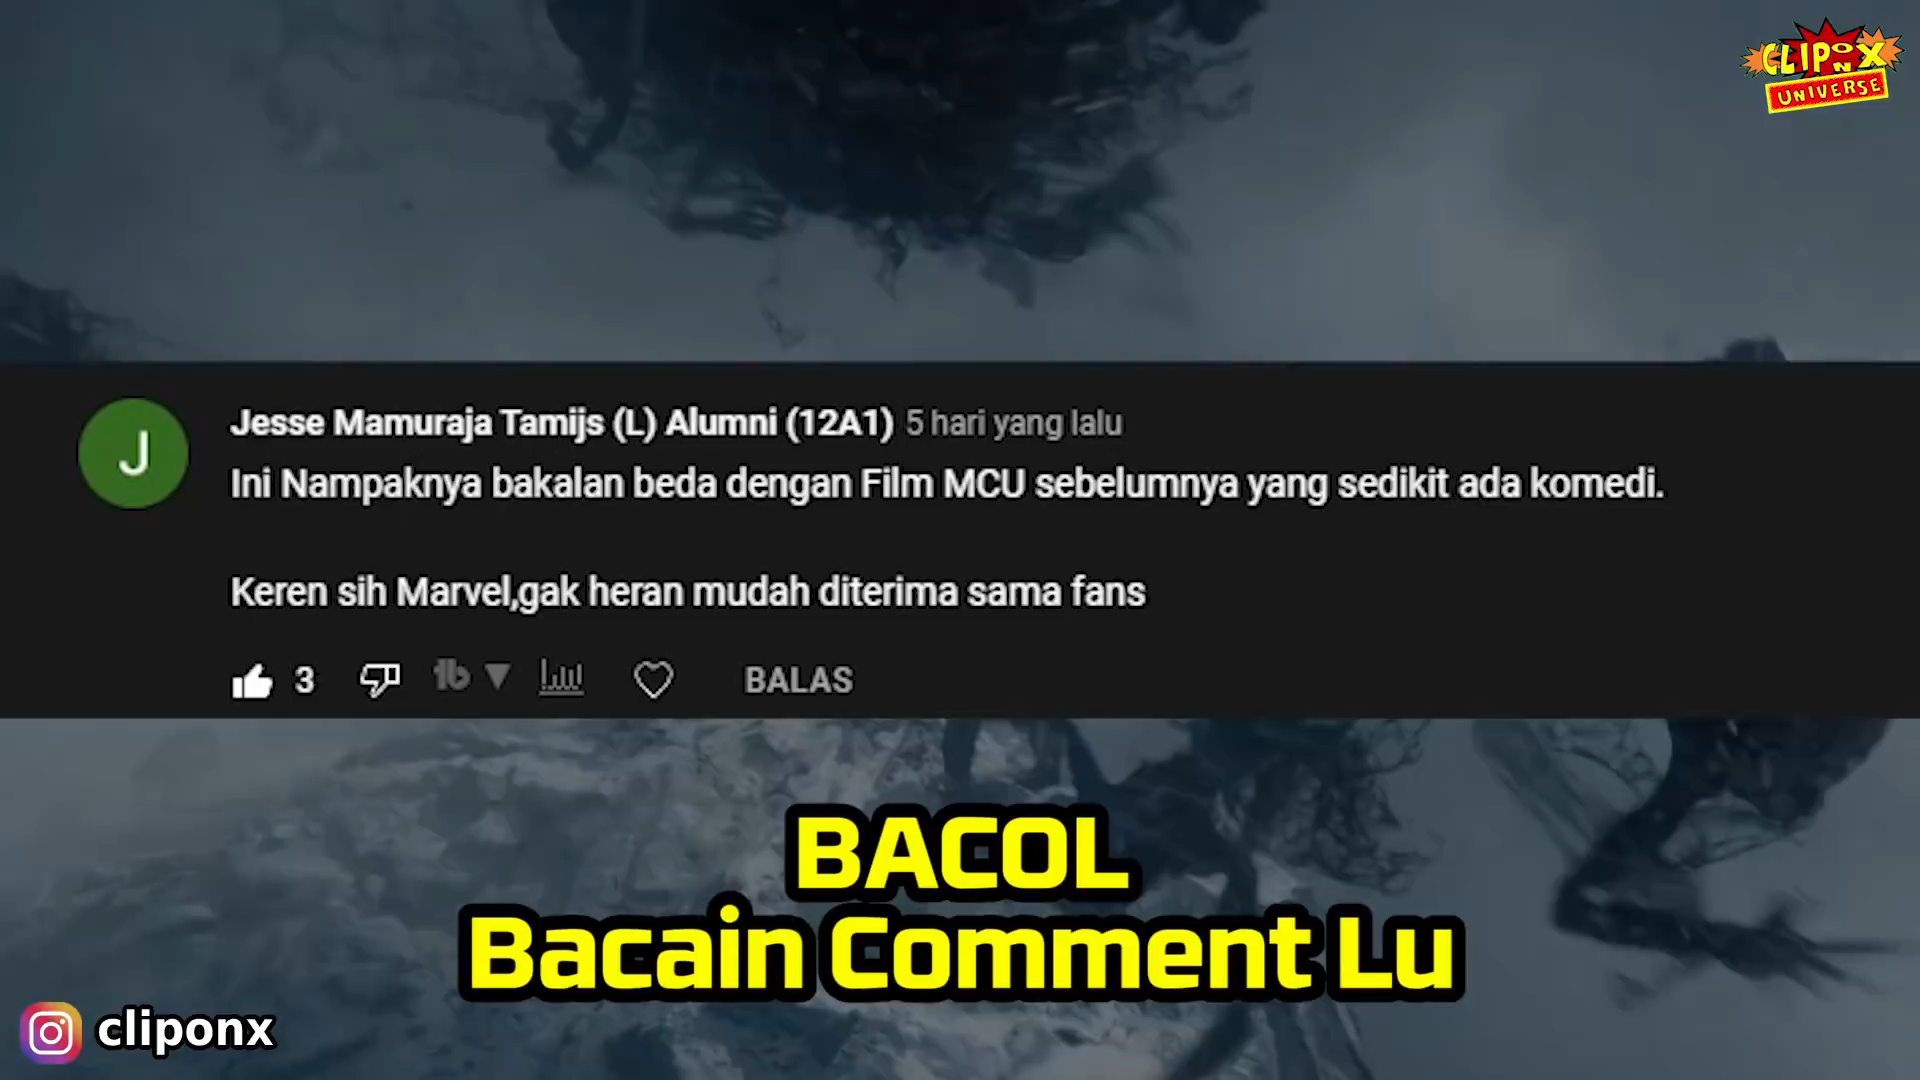 CLIPONX
UNIVERSE
J
Jesse Mamuraja Tamijs (L) Alumni (12A1) 5 hari yang lalu
Ini Nampaknya bakalan beda dengan Film MCU sebelumnya yang sedikit ada komedi.
Keren sih Marvel,gak heran mudah diterima sama fans
3 BALAS
BACOL
Bacain Comment Lu
cliponx